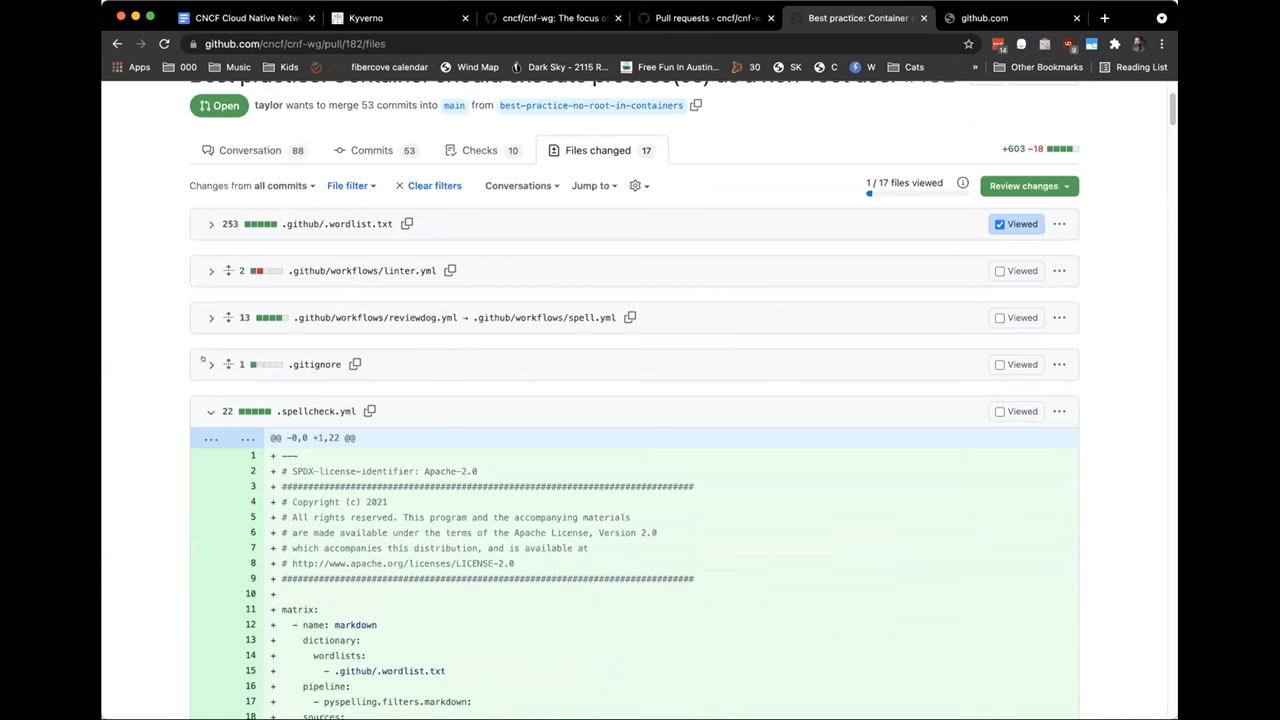 CNCF Cloud Native Netw
Kyverno
cncf/cnf-wg: The focus of
Pull requests · cncf/cnf-w
Best practice: Container s
github.com
github.com/cncf/cnf-wg/pull/182/files
14
9
Apps
000
Music
Kids
fibercove calendar
Wind Map
Dark Sky - 2115 R...
Free Fun In Austin...
30
SK
C
W
Cats
»
Other Bookmarks
Reading List
Open
taylor wants to merge 53 commits into main from best-practice-no-root-in-containers
Conversation 88
Commits 53
Checks 10
Files changed 17
+603 −18
Changes from all commits
File filter
Clear filters
Conversations
Jump to
1 / 17 files viewed
Review changes
253 .github/.wordlist.txt
Viewed
2 .github/workflows/linter.yml
Viewed
13 .github/workflows/reviewdog.yml → .github/workflows/spell.yml
Viewed
1 .gitignore
Viewed
22 .spellcheck.yml
Viewed
... ... @@ -0,0 +1,22 @@
1 + ---
2 + # SPDX-license-identifier: Apache-2.0
3 + ##############################################################################
4 + # Copyright (c) 2021
5 + # All rights reserved. This program and the accompanying materials
6 + # are made available under the terms of the Apache License, Version 2.0
7 + # which accompanies this distribution, and is available at
8 + # http://www.apache.org/licenses/LICENSE-2.0
9 + ##############################################################################
10 +
11 + matrix:
12 + - name: markdown
13 + dictionary:
14 + wordlists:
15 + - .github/.wordlist.txt
16 + pipeline:
17 + - pyspelling.filters.markdown:
18 + sources: